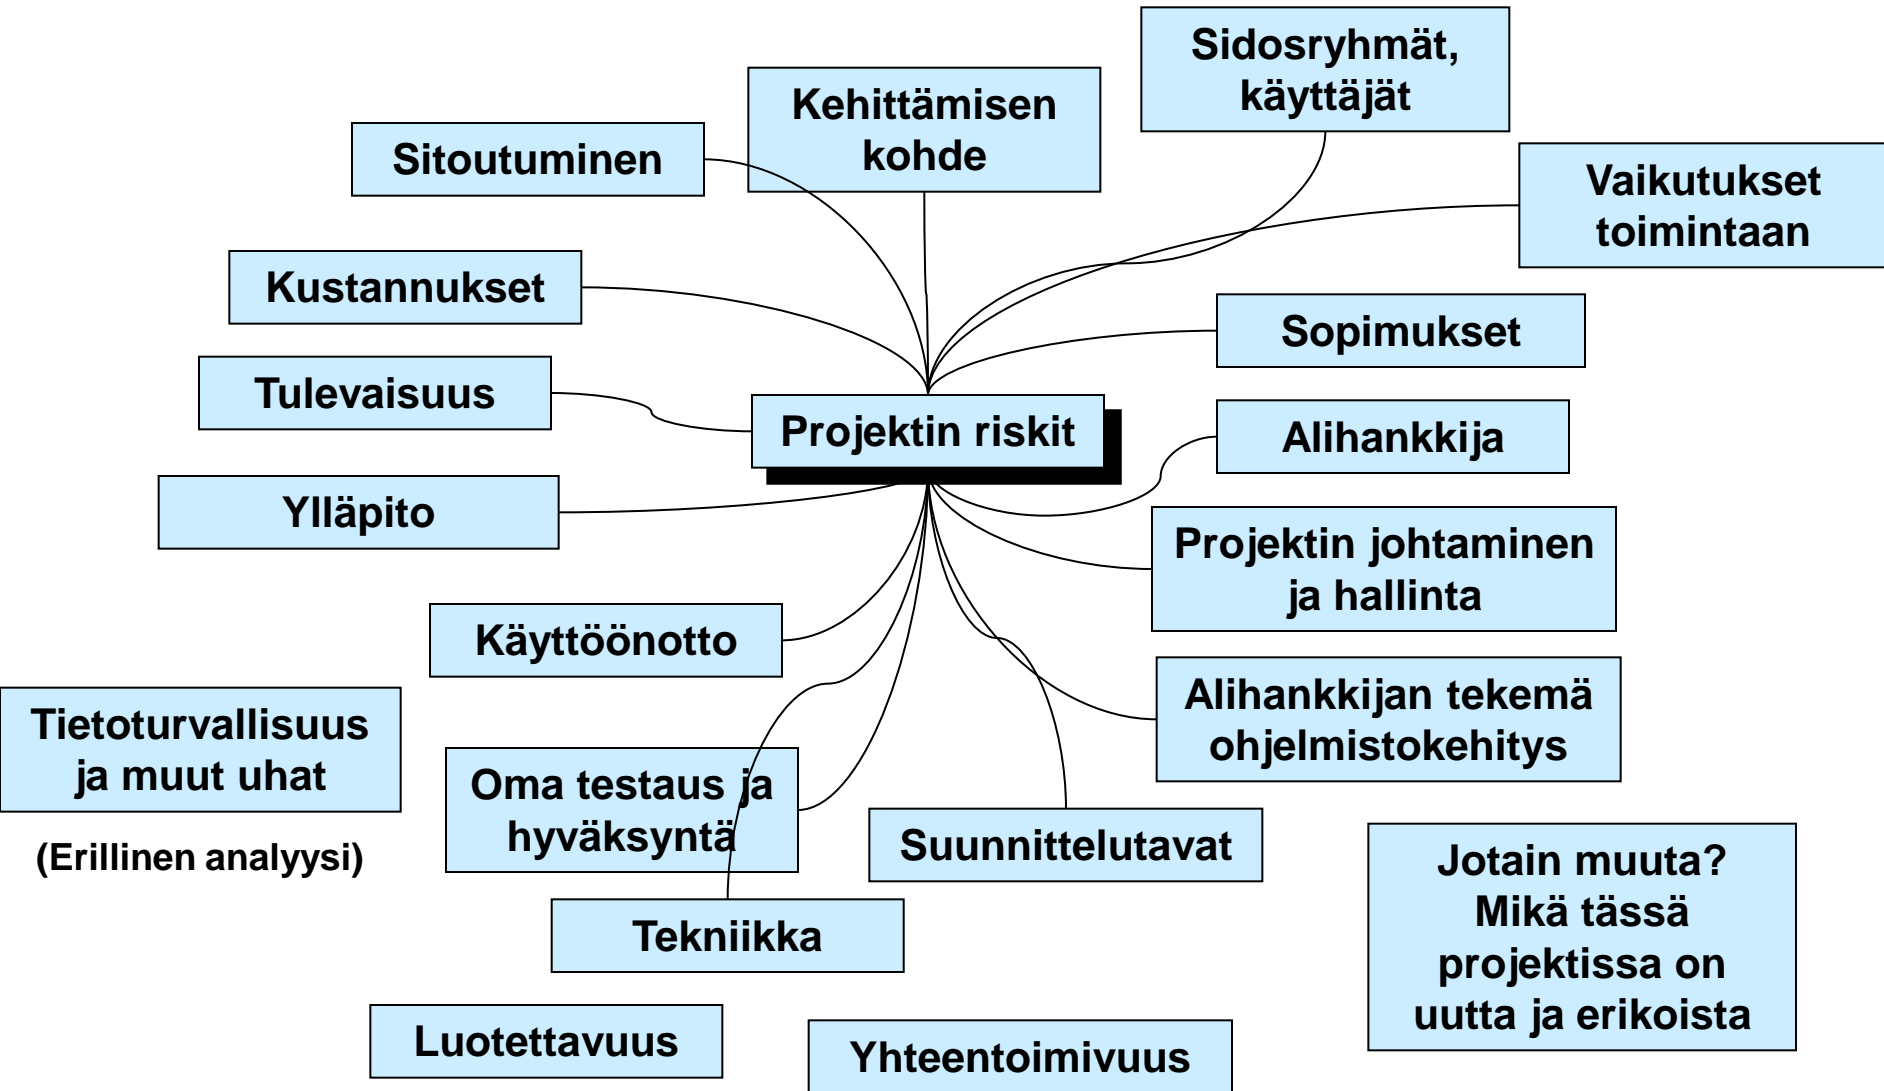 Sidosryhmät,
käyttäjät
Kehittämisen
kohde
Sitoutuminen
Vaikutukset
toimintaan
Kustannukset
Sopimukset
Tulevaisuus
Projektin riskit
Alihankkija
Ylläpito
Projektin johtaminen
ja hallinta
Käyttöönotto
Alihankkijan tekemä
ohjelmistokehitys
Tietoturvallisuus
ja muut uhat
(Erillinen analyysi)
Oma testaus ja
hyväksyntä
Suunnittelutavat
Jotain muuta?
Mikä tässä
projektissa on
uutta ja erikoista
Tekniikka
Luotettavuus
Yhteentoimivuus